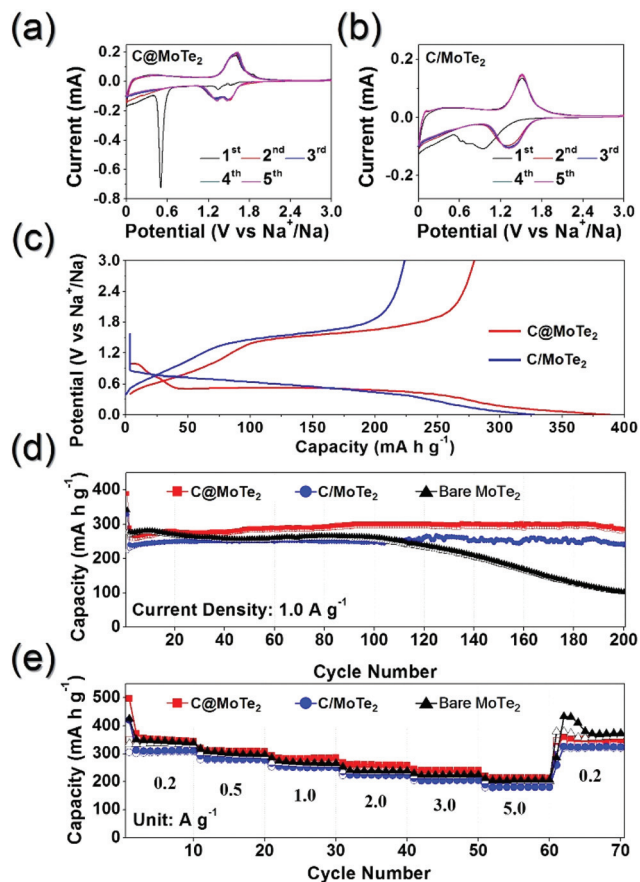 (a)
(b)
C@MoTe₂
C/MoTe₂
Current (mA)
0.2
0.0
-0.2
-0.4
-0.6
-0.8
1ˢᵗ 2ⁿᵈ 3ʳᵈ
4ᵗʰ 5ᵗʰ
0.0 0.6 1.2 1.8 2.4 3.0
Potential (V vs Na⁺/Na)
Current (mA)
0.2
0.0
-0.2
1ˢᵗ 2ⁿᵈ 3ʳᵈ
4ᵗʰ 5ᵗʰ
0.0 0.6 1.2 1.8 2.4 3.0
Potential (V vs Na⁺/Na)
(c)
Potential (V vs Na⁺/Na)
3.0
2.4
1.8
1.2
0.6
0.0
C@MoTe₂
C/MoTe₂
0 50 100 150 200 250 300 350 400
Capacity (mA h g⁻¹)
(d)
Capacity (mA h g⁻¹)
400
300
200
100
0
C@MoTe₂ C/MoTe₂ Bare MoTe₂
Current Density: 1.0 A g⁻¹
20 40 60 80 100 120 140 160 180 200
Cycle Number
(e)
Capacity (mA h g⁻¹)
500
400
300
200
100
0
C@MoTe₂ C/MoTe₂ Bare MoTe₂
0.2 0.5 1.0 2.0 3.0 5.0 0.2
Unit: A g⁻¹
0 10 20 30 40 50 60 70
Cycle Number